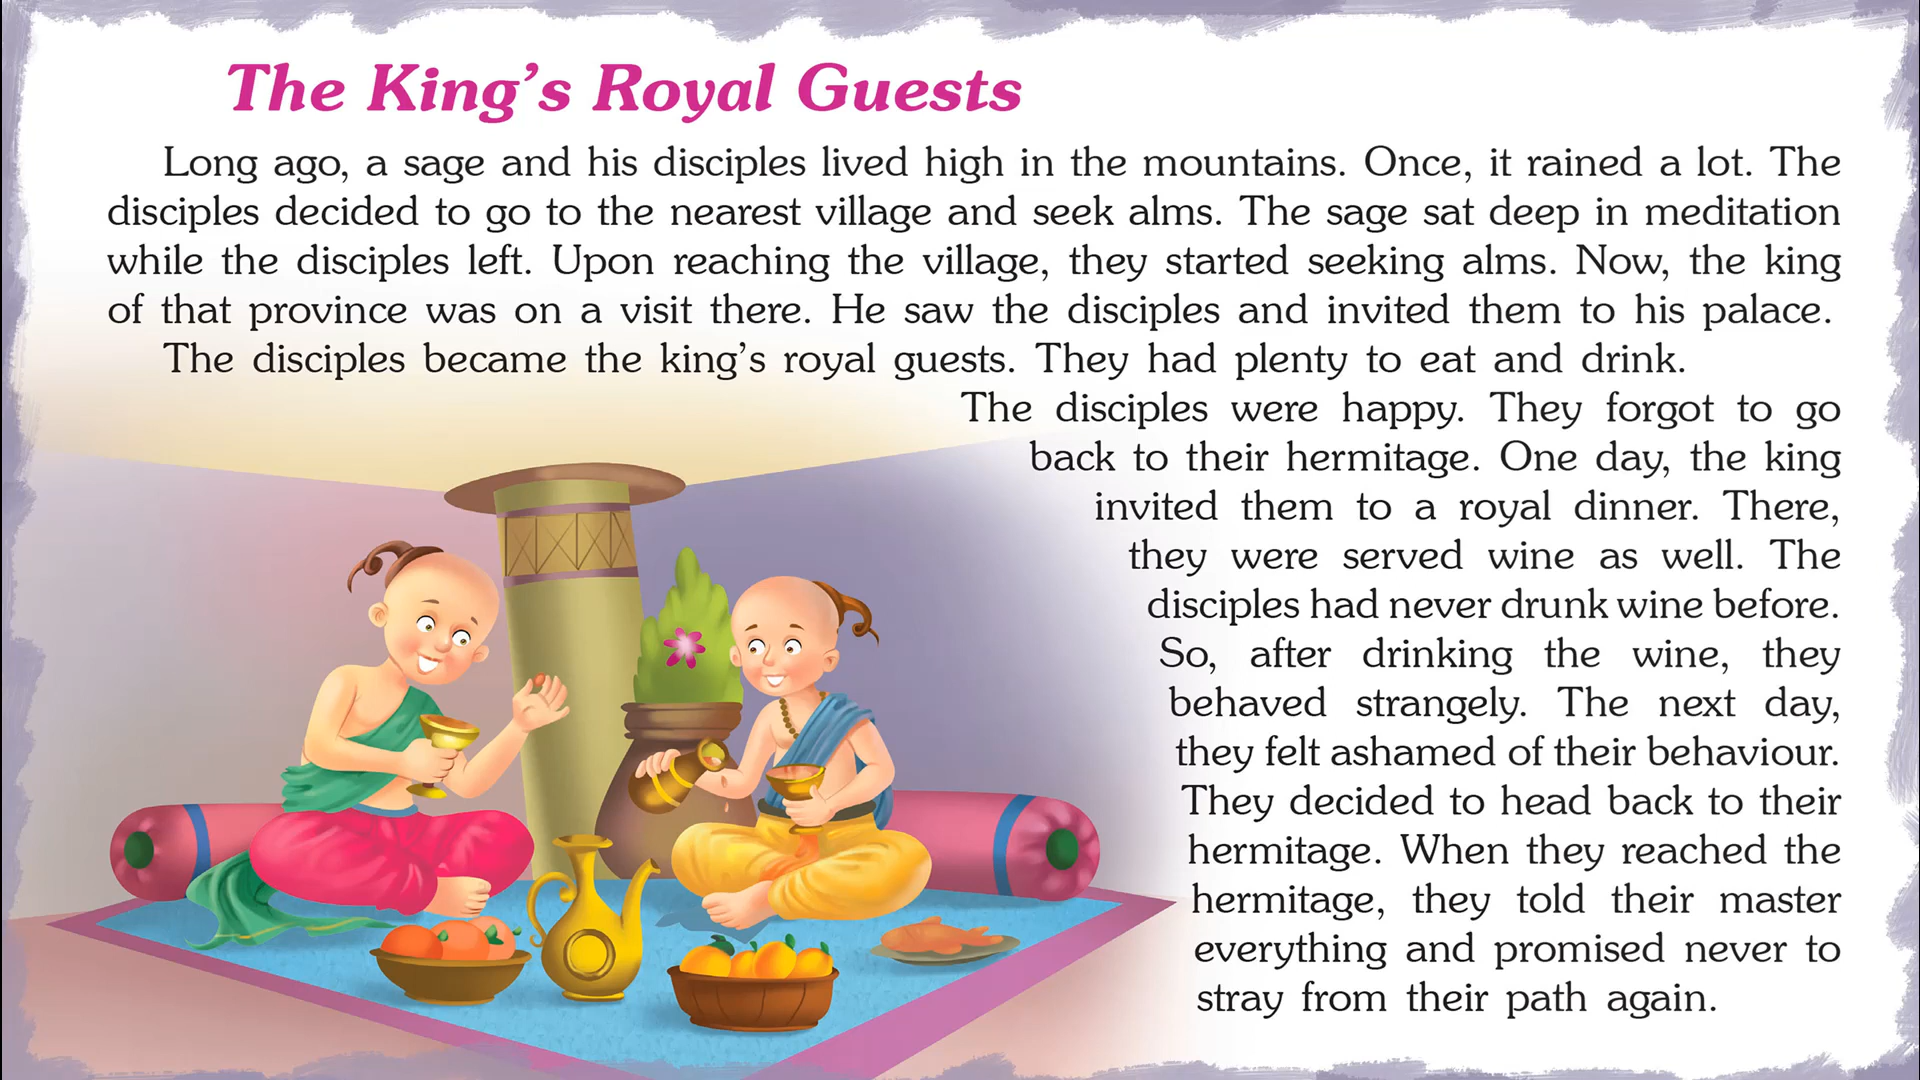 The King’s Royal Guests
Long ago, a sage and his disciples lived high in the mountains. Once, it rained a lot. The
disciples decided to go to the nearest village and seek alms. The sage sat deep in meditation
while the disciples left. Upon reaching the village, they started seeking alms. Now, the king
of that province was on a visit there. He saw the disciples and invited them to his palace.
The disciples became the king’s royal guests. They had plenty to eat and drink.
The disciples were happy. They forgot to go
back to their hermitage. One day, the king
invited them to a royal dinner. There,
they were served wine as well. The
disciples had never drunk wine before.
So, after drinking the wine, they
behaved strangely. The next day,
they felt ashamed of their behaviour.
They decided to head back to their
hermitage. When they reached the
hermitage, they told their master
everything and promised never to
stray from their path again.